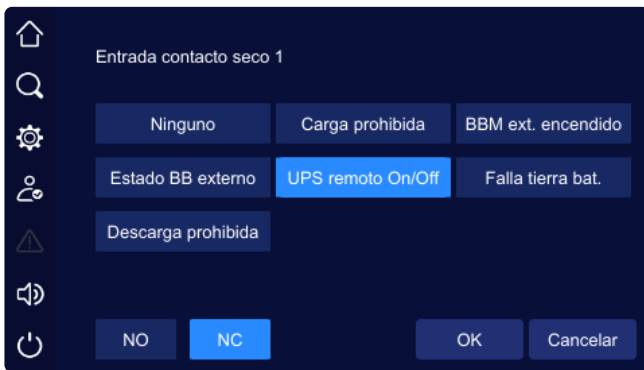 Entrada contacto seco 1
Ninguno Carga prohibida BBM ext. encendido
Estado BB externo UPS remoto On/Off Falla tierra bat.
Descarga prohibida
NO NC OK Cancelar